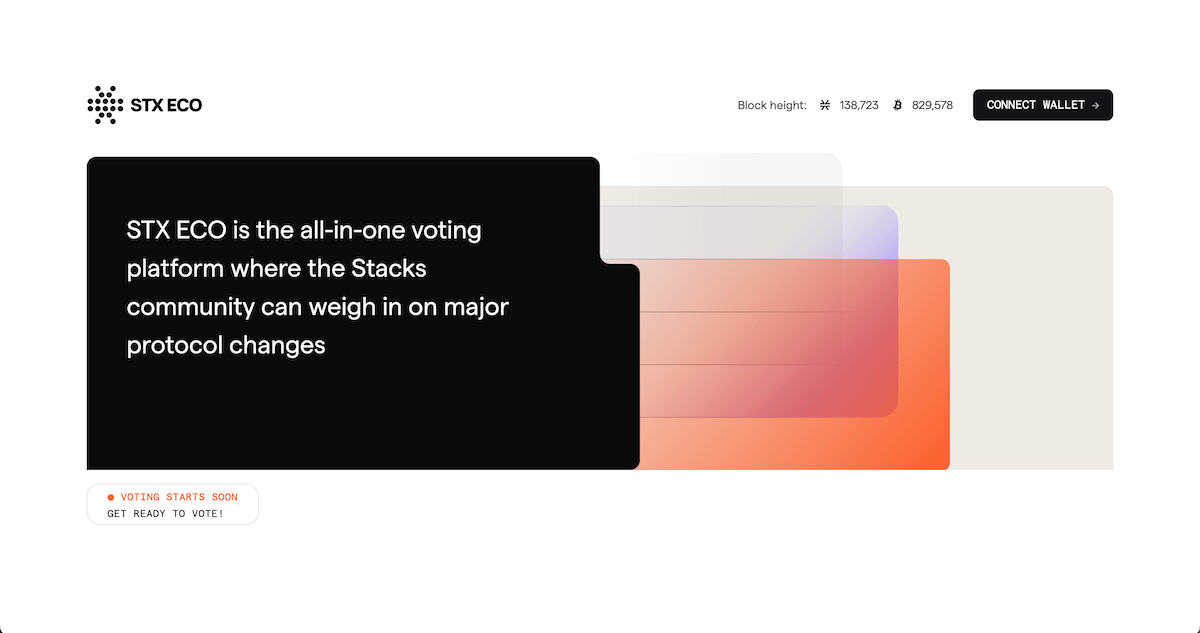 STX ECO
Block height: 138,723 829,578
CONNECT WALLET →
STX ECO is the all-in-one voting
platform where the Stacks
community can weigh in on major
protocol changes
VOTING STARTS SOON
GET READY TO VOTE!